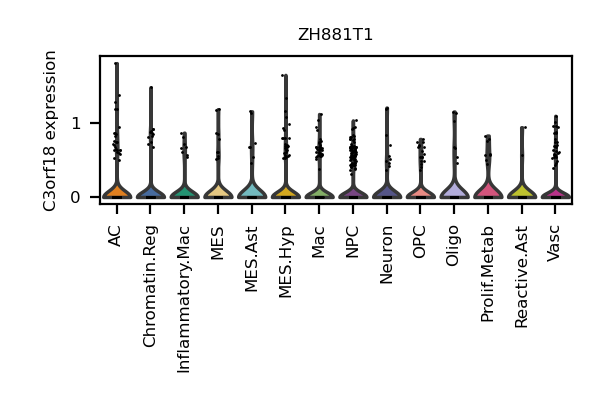 ZH881T1
C3orf18 expression
1
0
AC
Chromatin.Reg
Inflammatory.Mac
MES
MES.Ast
MES.Hyp
Mac
NPC
Neuron
OPC
Oligo
Prolif.Metab
Reactive.Ast
Vasc